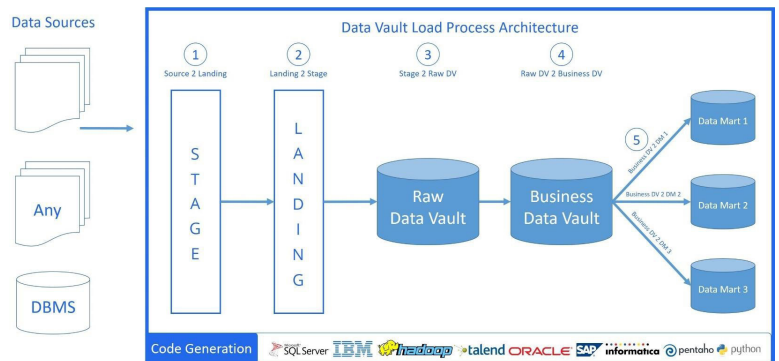 Data Sources
Any
DBMS
Data Vault Load Process Architecture
1
Source 2 Landing
2
Landing 2 Stage
3
Stage 2 Raw DV
4
Raw DV 2 Business DV
STAGE
LANDING
Raw
Data Vault
Business
Data Vault
5
Business DV 2 DM 1
Business DV 2 DM 2
Business DV 2 DM 3
Data Mart 1
Data Mart 2
Data Mart 3
Code Generation
Microsoft
SQL Server
IBM
hadoop
talend
ORACLE
SAP
informatica
pentaho
python